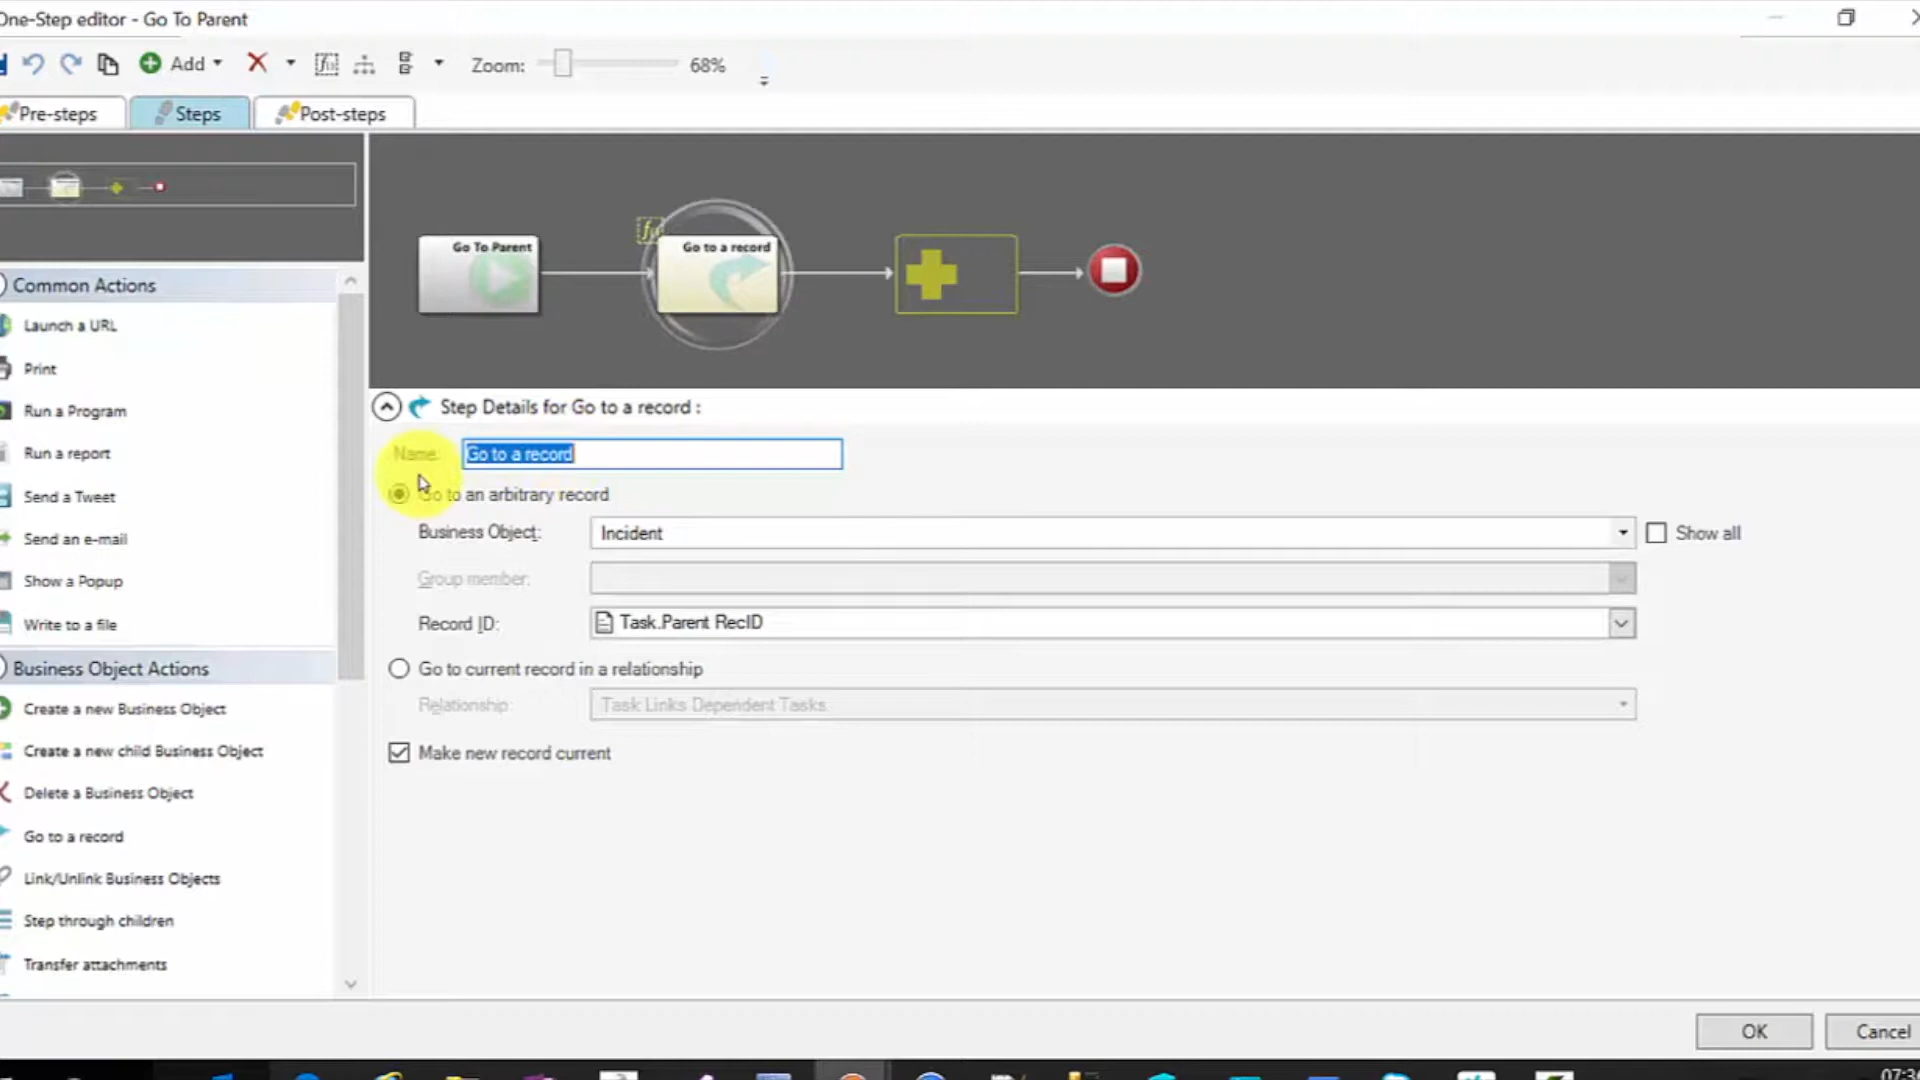 One-Step editor - Go To Parent
Add
Zoom:
68%
Pre-steps
Steps
Post-steps
Go To Parent
Go to a record
Common Actions
Launch a URL
Print
Run a Program
Run a report
Send a Tweet
Send an e-mail
Show a Popup
Write to a file
Business Object Actions
Create a new Business Object
Create a new child Business Object
Delete a Business Object
Go to a record
Link/Unlink Business Objects
Step through children
Transfer attachments
Step Details for Go to a record :
Name: Go to a record
Go to an arbitrary record
Business Object: Incident
Show all
Group member:
Record ID: Task.Parent RecID
Go to current record in a relationship
Relationship: Task Links Dependent Tasks
Make new record current
OK
Cancel